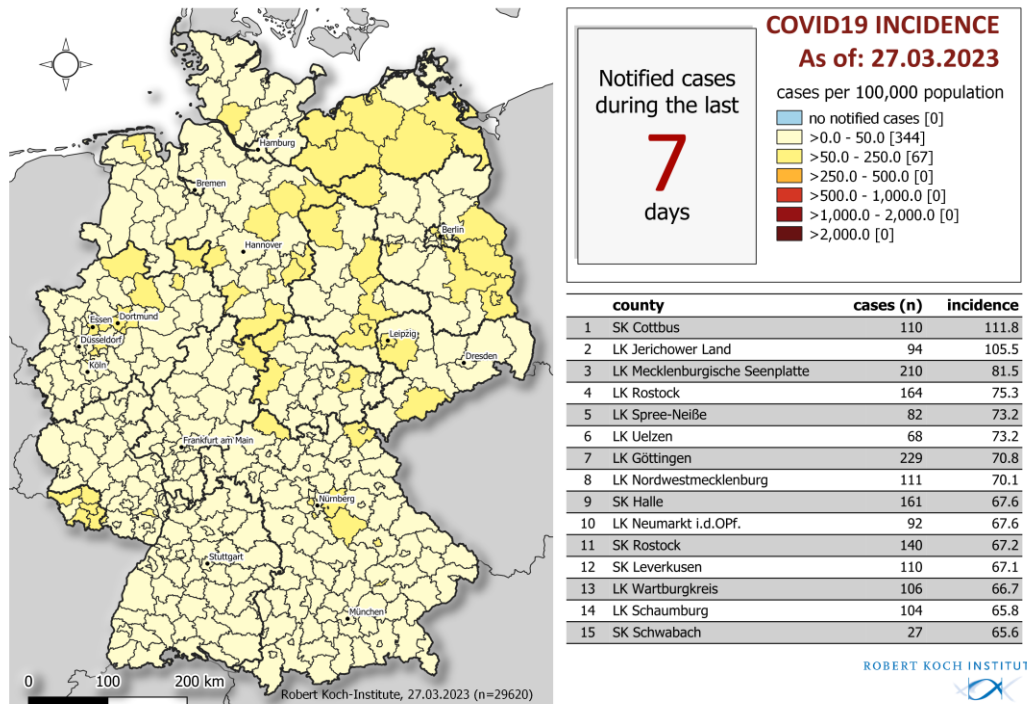 Hamburg
Bremen
Berlin
Hannover
Essen
Dortmund
Düsseldorf
Köln
Leipzig
Dresden
Frankfurt am Main
Nürnberg
Stuttgart
München
0 100 200 km
Robert Koch-Institute, 27.03.2023 (n=29620)
COVID19 INCIDENCE
As of: 27.03.2023
Notified cases
during the last
7
days
cases per 100,000 population
no notified cases [0]
>0.0 - 50.0 [344]
>50.0 - 250.0 [67]
>250.0 - 500.0 [0]
>500.0 - 1,000.0 [0]
>1,000.0 - 2,000.0 [0]
>2,000.0 [0]
county cases (n) incidence
1 SK Cottbus 110 111.8
2 LK Jerichower Land 94 105.5
3 LK Mecklenburgische Seenplatte 210 81.5
4 LK Rostock 164 75.3
5 LK Spree-Neiße 82 73.2
6 LK Uelzen 68 73.2
7 LK Göttingen 229 70.8
8 LK Nordwestmecklenburg 111 70.1
9 SK Halle 161 67.6
10 LK Neumarkt i.d.OPf. 92 67.6
11 SK Rostock 140 67.2
12 SK Leverkusen 110 67.1
13 LK Wartburgkreis 106 66.7
14 LK Schaumburg 104 65.8
15 SK Schwabach 27 65.6
ROBERT KOCH INSTITUT